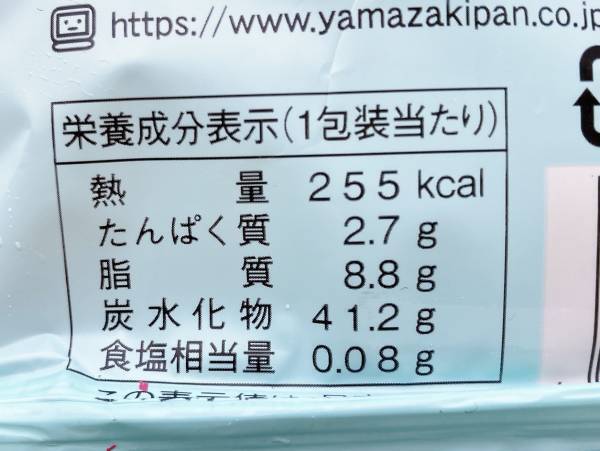 https://www.yamazakipan.co.jp
栄養成分表示(1包装当たり)
熱量 255 kcal
たんぱく質 2.7 g
脂質 8.8 g
炭水化物 41.2 g
食塩相当量 0.08 g